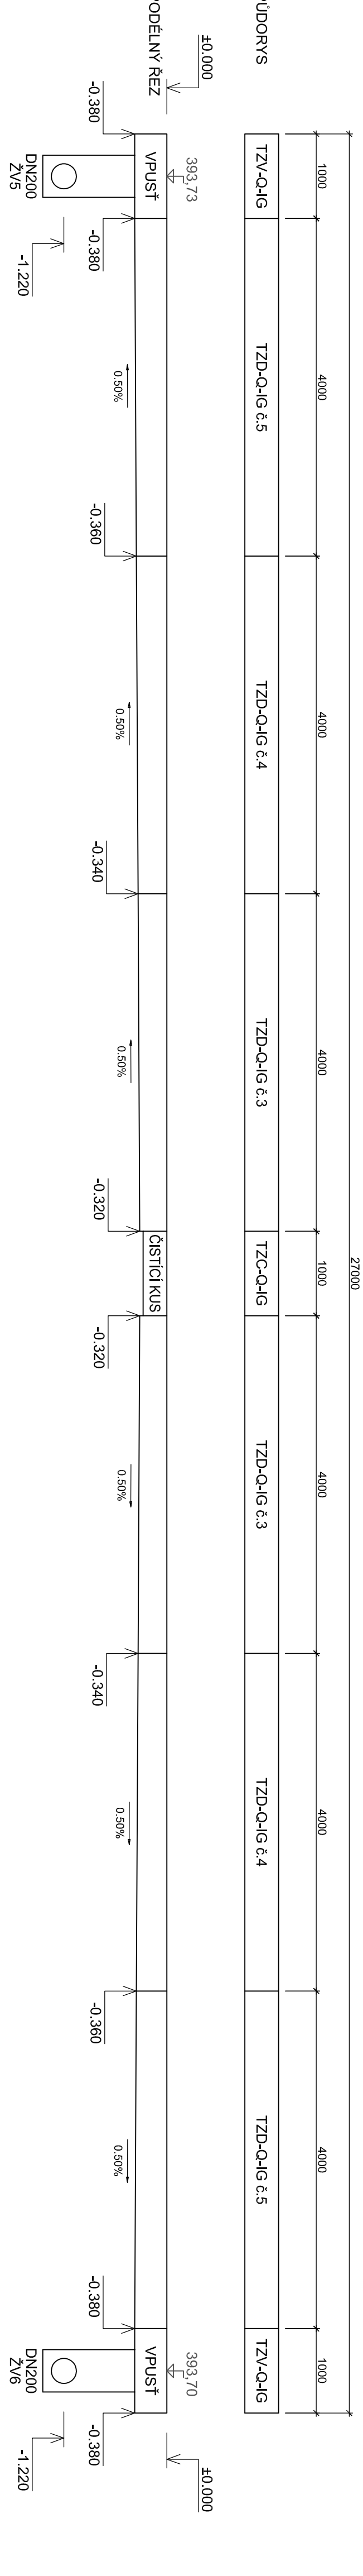 27000
1000
4000
4000
4000
1000
4000
4000
4000
1000
PŮDORYS
TZV-Q-IG
TZD-Q-IG č.5
TZD-Q-IG č.4
TZD-Q-IG č.3
TZC-Q-IG
TZD-Q-IG č.3
TZD-Q-IG č.4
TZD-Q-IG č.5
TZV-Q-IG
±0.000
393,73
393,70
±0.000
PODÉLNÝ ŘEZ
VPUSŤ
ČISTÍCÍ KUS
VPUSŤ
0.50%
0.50%
0.50%
0.50%
0.50%
0.50%
-0.380
-0.380
-0.360
-0.340
-0.320
-0.320
-0.340
-0.360
-0.380
-0.380
DN200
ŽV5
-1.220
DN200
ŽV6
-1.220